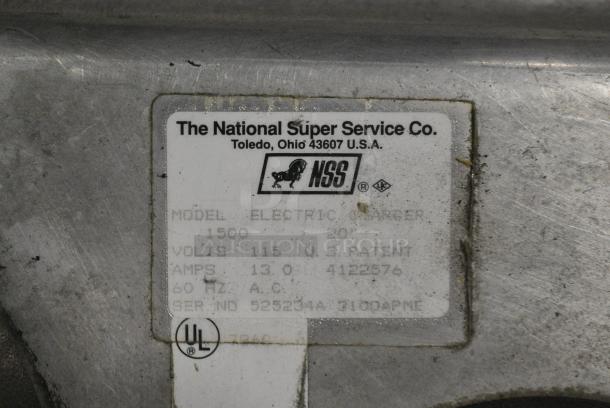 The National Super Service Co.
Toledo, Ohio 43607 U.S.A.
NSS ®
MODEL ELECTRIC CHARGER
1500 20"
VOLTS 115 U.S. PATENT
AMPS 13.0 4122576
60 HZ A.C.
SER NO 525234A 3100APME
UL ®